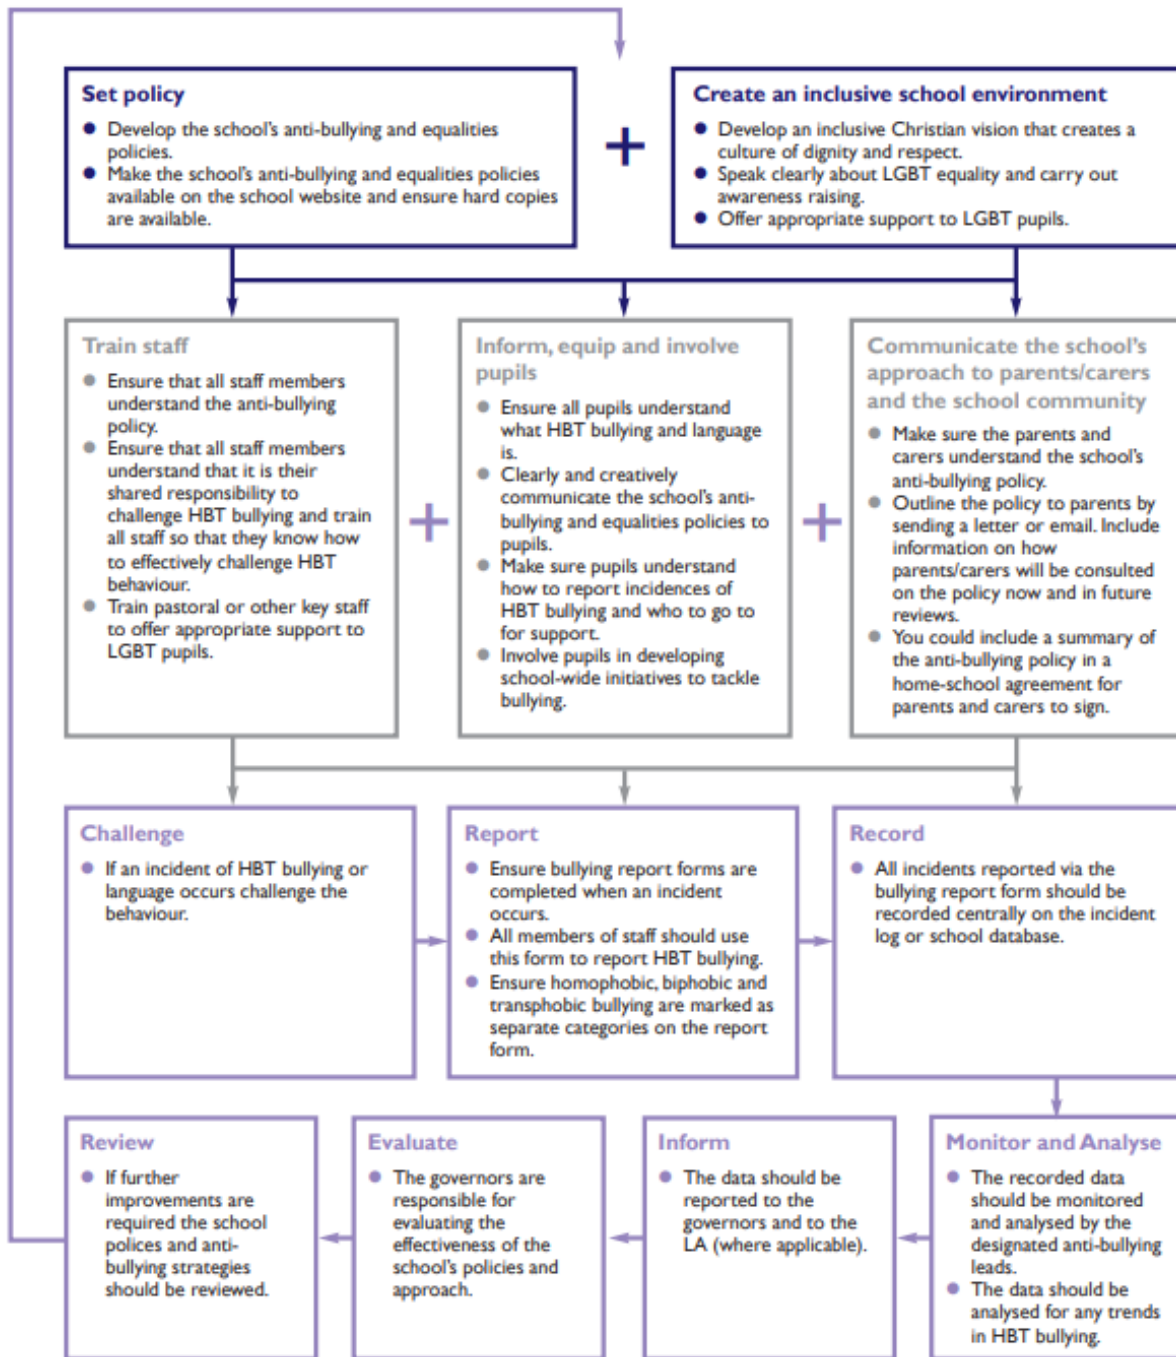 Set policy
● Develop the school's anti-bullying and equalities
policies.
● Make the school's anti-bullying and equalities policies
available on the school website and ensure hard copies
are available.
+
Create an inclusive school environment
● Develop an inclusive Christian vision that creates a
culture of dignity and respect.
● Speak clearly about LGBT equality and carry out
awareness raising.
● Offer appropriate support to LGBT pupils.
Train staff
● Ensure that all staff members
understand the anti-bullying
policy.
● Ensure that all staff members
understand that it is their
shared responsibility to
challenge HBT bullying and train
all staff so that they know how
to effectively challenge HBT
behaviour.
● Train pastoral or other key staff
to offer appropriate support to
LGBT pupils.
+
Inform, equip and involve
pupils
● Ensure all pupils understand
what HBT bullying and language
is.
● Clearly and creatively
communicate the school's anti-
bullying and equalities policies to
pupils.
● Make sure pupils understand
how to report incidences of
HBT bullying and who to go to
for support.
● Involve pupils in developing
school-wide initiatives to tackle
bullying.
+
Communicate the school's
approach to parents/carers
and the school community
● Make sure the parents and
carers understand the school's
anti-bullying policy.
● Outline the policy to parents by
sending a letter or email. Include
information on how
parents/carers will be consulted
on the policy now and in future
reviews.
● You could include a summary of
the anti-bullying policy in a
home-school agreement for
parents and carers to sign.
Challenge
● If an incident of HBT bullying or
language occurs challenge the
behaviour.
Report
● Ensure bullying report forms are
completed when an incident
occurs.
● All members of staff should use
this form to report HBT bullying.
● Ensure homophobic, biphobic and
transphobic bullying are marked as
separate categories on the report
form.
Record
● All incidents reported via the
bullying report form should be
recorded centrally on the incident
log or school database.
Review
● If further
improvements are
required the school
polices and anti-
bullying strategies
should be reviewed.
Evaluate
● The governors are
responsible for
evaluating the
effectiveness of the
school's policies and
approach.
Inform
● The data should be
reported to the
governors and to the
LA (where applicable).
Monitor and Analyse
● The recorded data
should be monitored
and analysed by the
designated anti-bullying
leads.
● The data should be
analysed for any trends
in HBT bullying.